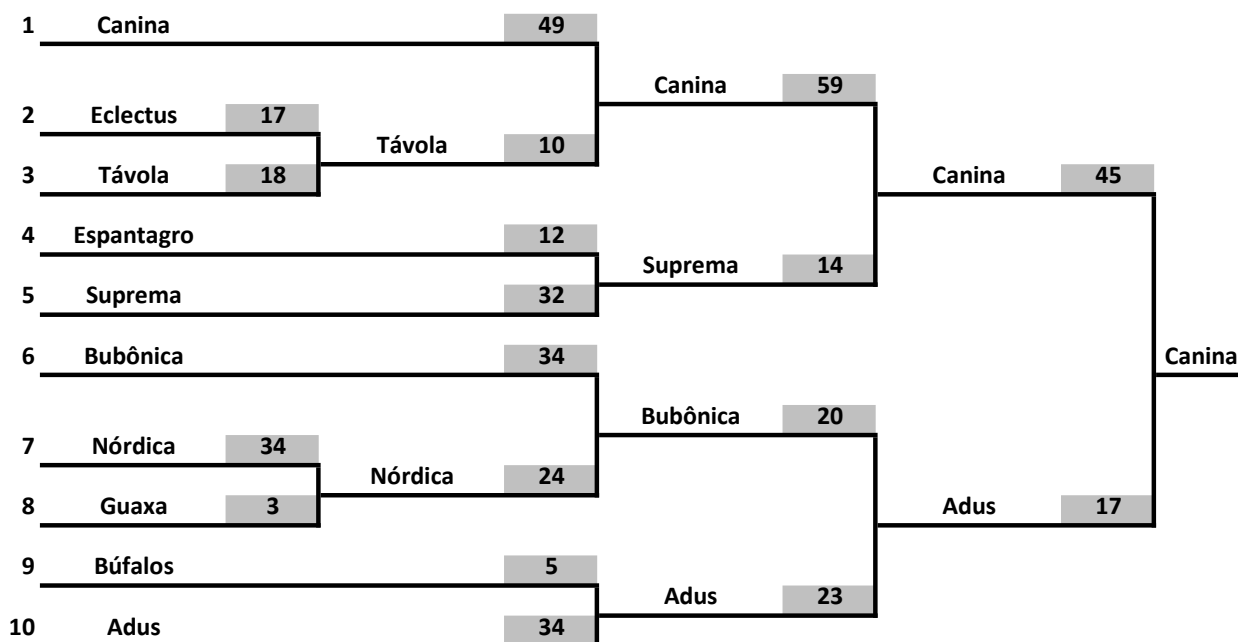 1 Canina 49
Canina 59
2 Eclectus 17
Távola 10
3 Távola 18
Canina 45
4 Espantagro 12
Suprema 14
5 Suprema 32
6 Bubônica 34
Canina
Bubônica 20
7 Nórdica 34
Nórdica 24
8 Guaxa 3
Adus 17
9 Búfalos 5
Adus 23
10 Adus 34